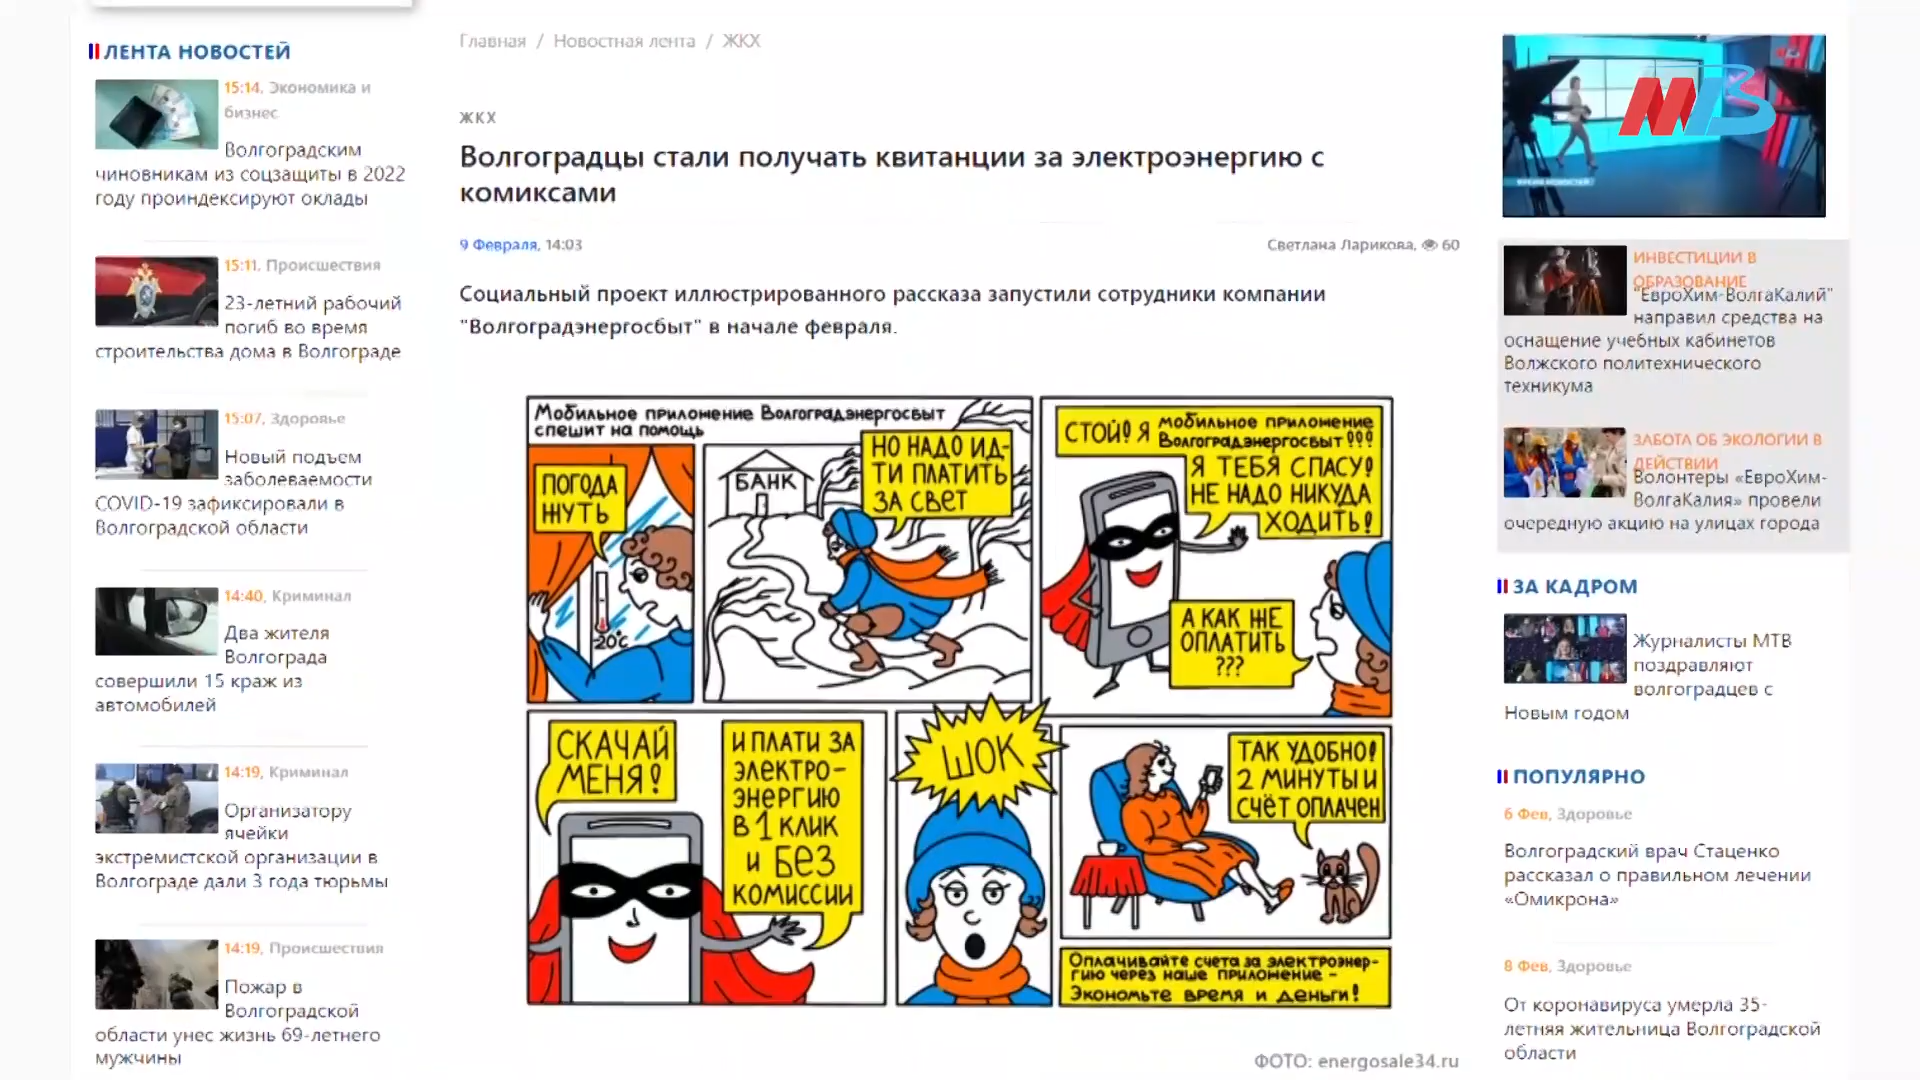 ЛЕНТА НОВОСТЕЙ
15:14, Экономика и
бизнес
Волгоградским
чиновникам из соцзащиты в 2022
году проиндексируют оклады
15:11, Происшествия
23-летний рабочий
погиб во время
строительства дома в Волгограде
15:07, Здоровье
Новый подъем
заболеваемости
COVID-19 зафиксировали в
Волгоградской области
14:40, Криминал
Два жителя
Волгограда
совершили 15 краж из
автомобилей
14:19, Криминал
Организатору
ячейки
экстремистской организации в
Волгограде дали 3 года тюрьмы
14:19, Происшествия
Пожар в
Волгоградской
области унес жизнь 69-летнего
мужчины
Главная / Новостная лента / ЖКХ
ЖКХ
Волгоградцы стали получать квитанции за электроэнергию с
комиксами
9 Февраля, 14:03
Светлана Ларикова, 60
Социальный проект иллюстрированного рассказа запустили сотрудники компании
"Волгоградэнергосбыт" в начале февраля.
Мобильное приложение Волгоградэнергосбыт
спешит на помощь
ПОГОДА
ЖУТЬ
-20°с
БАНК
НО НАДО ИД-
ТИ ПЛАТИТЬ
ЗА СВЕТ
СТОЙ! Я мобильное приложение
Волгоградэнергосбыт!!!
Я ТЕБЯ СПАСУ!
НЕ НАДО НИКУДА
ХОДИТЬ!
А КАК ЖЕ
ОПЛАТИТЬ
???
СКАЧАЙ
МЕНЯ!
И ПЛАТИ ЗА
ЭЛЕКТРО-
ЭНЕРГИЮ
В 1 КЛИК
И БЕЗ
КОМИССИИ
ШОК
ТАК УДОБНО!
2 МИНУТЫ И
СЧЁТ ОПЛАЧЕН
Оплачивайте счета за электроэнер-
гию через наше приложение -
Экономьте время и деньги!
ФОТО: energosale34.ru
МТВ
ВРЕМЯ НОВОСТЕЙ
ИНВЕСТИЦИИ В
ОБРАЗОВАНИЕ
"ЕвроХим-ВолгаКалий"
направил средства на
оснащение учебных кабинетов
Волжского политехнического
техникума
ЗАБОТА ОБ ЭКОЛОГИИ В
ДЕЙСТВИИ
Волонтеры «ЕвроХим-
ВолгаКалия» провели
очередную акцию на улицах города
ЗА КАДРОМ
Журналисты МТВ
поздравляют
волгоградцев с
Новым годом
ПОПУЛЯРНО
6 Фев, Здоровье
Волгоградский врач Стаценко
рассказал о правильном лечении
«Омикрона»
8 Фев, Здоровье
От коронавируса умерла 35-
летняя жительница Волгоградской
области